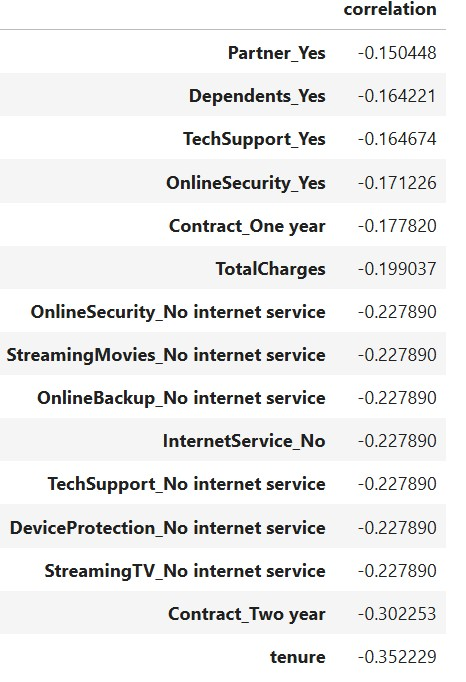 correlation
Partner_Yes -0.150448
Dependents_Yes -0.164221
TechSupport_Yes -0.164674
OnlineSecurity_Yes -0.171226
Contract_One year -0.177820
TotalCharges -0.199037
OnlineSecurity_No internet service -0.227890
StreamingMovies_No internet service -0.227890
OnlineBackup_No internet service -0.227890
InternetService_No -0.227890
TechSupport_No internet service -0.227890
DeviceProtection_No internet service -0.227890
StreamingTV_No internet service -0.227890
Contract_Two year -0.302253
tenure -0.352229